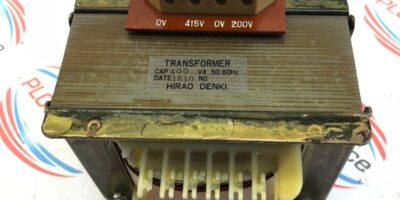 0V 415V 0V 200V
TRANSFORMER
CAP 400 VA 50.60Hz
DATE 1510 NO.
HIRAO DENKI